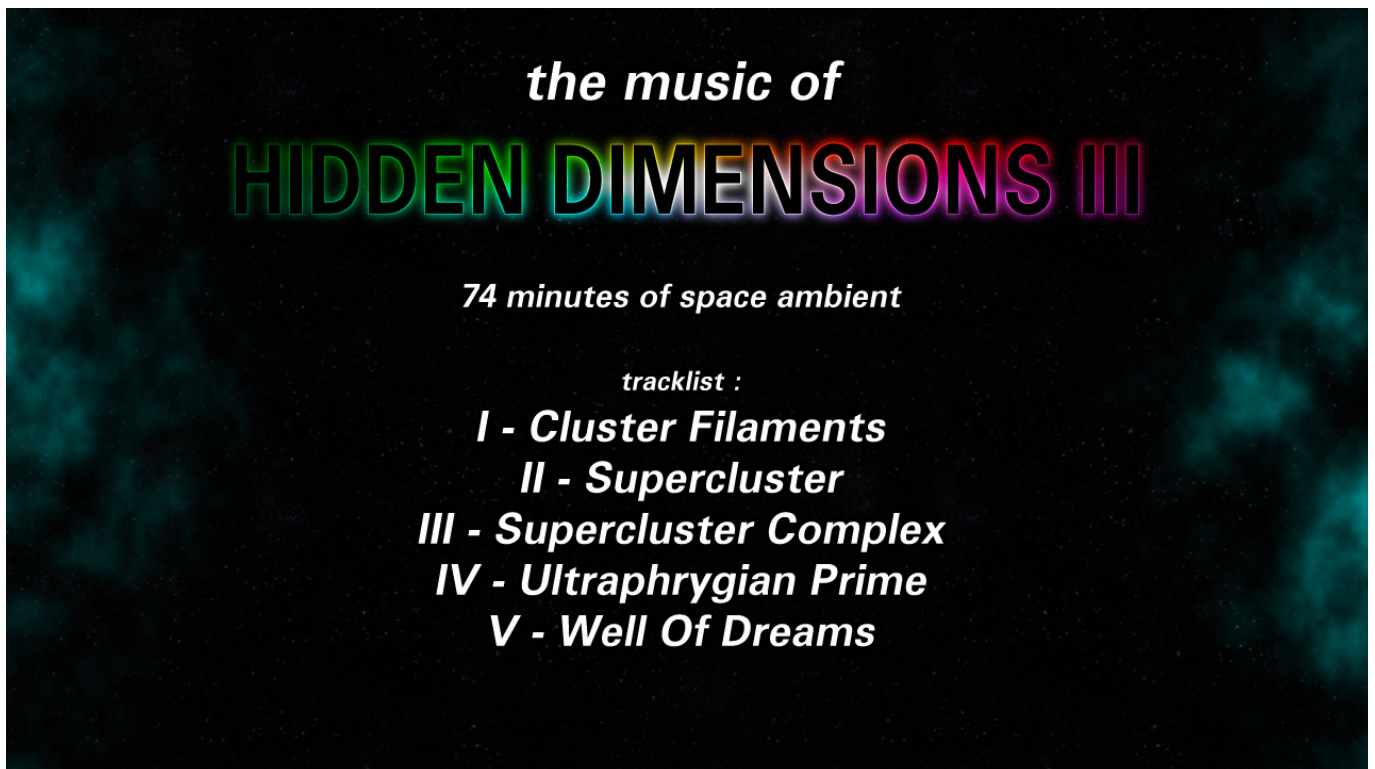 the music of
HIDDEN DIMENSIONS III
74 minutes of space ambient
tracklist :
I - Cluster Filaments
II - Supercluster
III - Supercluster Complex
IV - Ultraphrygian Prime
V - Well Of Dreams